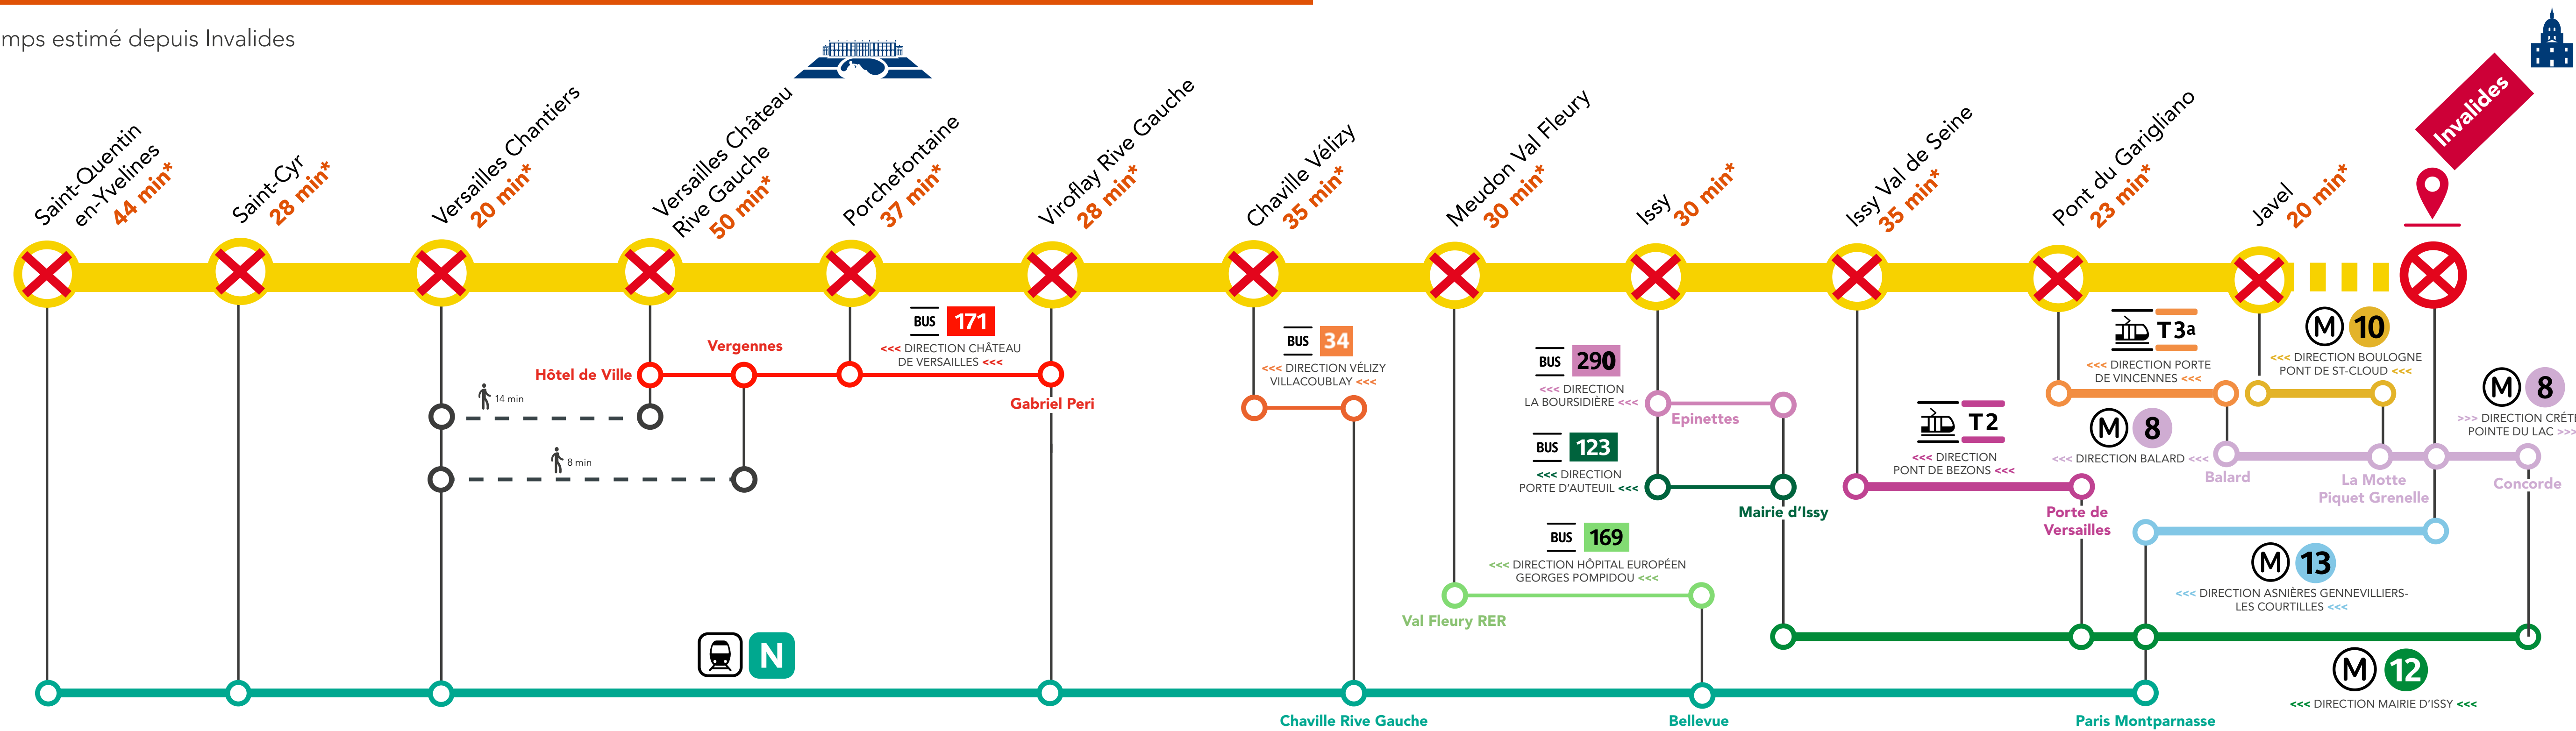 mps estimé depuis Invalides
Saint-Quentin
en-Yvelines
44 min*
Saint-Cyr
28 min*
Versailles Chantiers
20 min*
Versailles Château
Rive Gauche
50 min*
Porchefontaine
37 min*
Viroflay Rive Gauche
28 min*
Chaville Vélizy
35 min*
Meudon Val Fleury
30 min*
Issy
30 min*
Issy Val de Seine
35 min*
Pont du Garigliano
23 min*
Javel
20 min*
Invalides
BUS 171
<<< DIRECTION CHÂTEAU
DE VERSAILLES <<<
Vergennes
Hôtel de Ville
Gabriel Peri
14 min
8 min
BUS 34
<<< DIRECTION VÉLIZY
VILLACOUBLAY <<<
BUS 290
<<< DIRECTION
LA BOURSIDIÈRE <<<
Epinettes
BUS 123
<<< DIRECTION
PORTE D'AUTEUIL <<<
Mairie d'Issy
BUS 169
<<< DIRECTION HÔPITAL EUROPÉEN
GEORGES POMPIDOU <<<
Val Fleury RER
T2
<<< DIRECTION
PONT DE BEZONS <<<
Porte de
Versailles
T3a
<<< DIRECTION PORTE
DE VINCENNES <<<
M 10
<<< DIRECTION BOULOGNE
PONT DE ST-CLOUD <<<
M 8
<<< DIRECTION BALARD <<<
Balard
La Motte
Piquet Grenelle
M 8
>>> DIRECTION CRÉTE
POINTE DU LAC >>>
Concorde
M 13
<<< DIRECTION ASNIÈRES GENNEVILLIERS-
LES COURTILLES <<<
M 12
<<< DIRECTION MAIRIE D'ISSY <<<
N
Chaville Rive Gauche
Bellevue
Paris Montparnasse